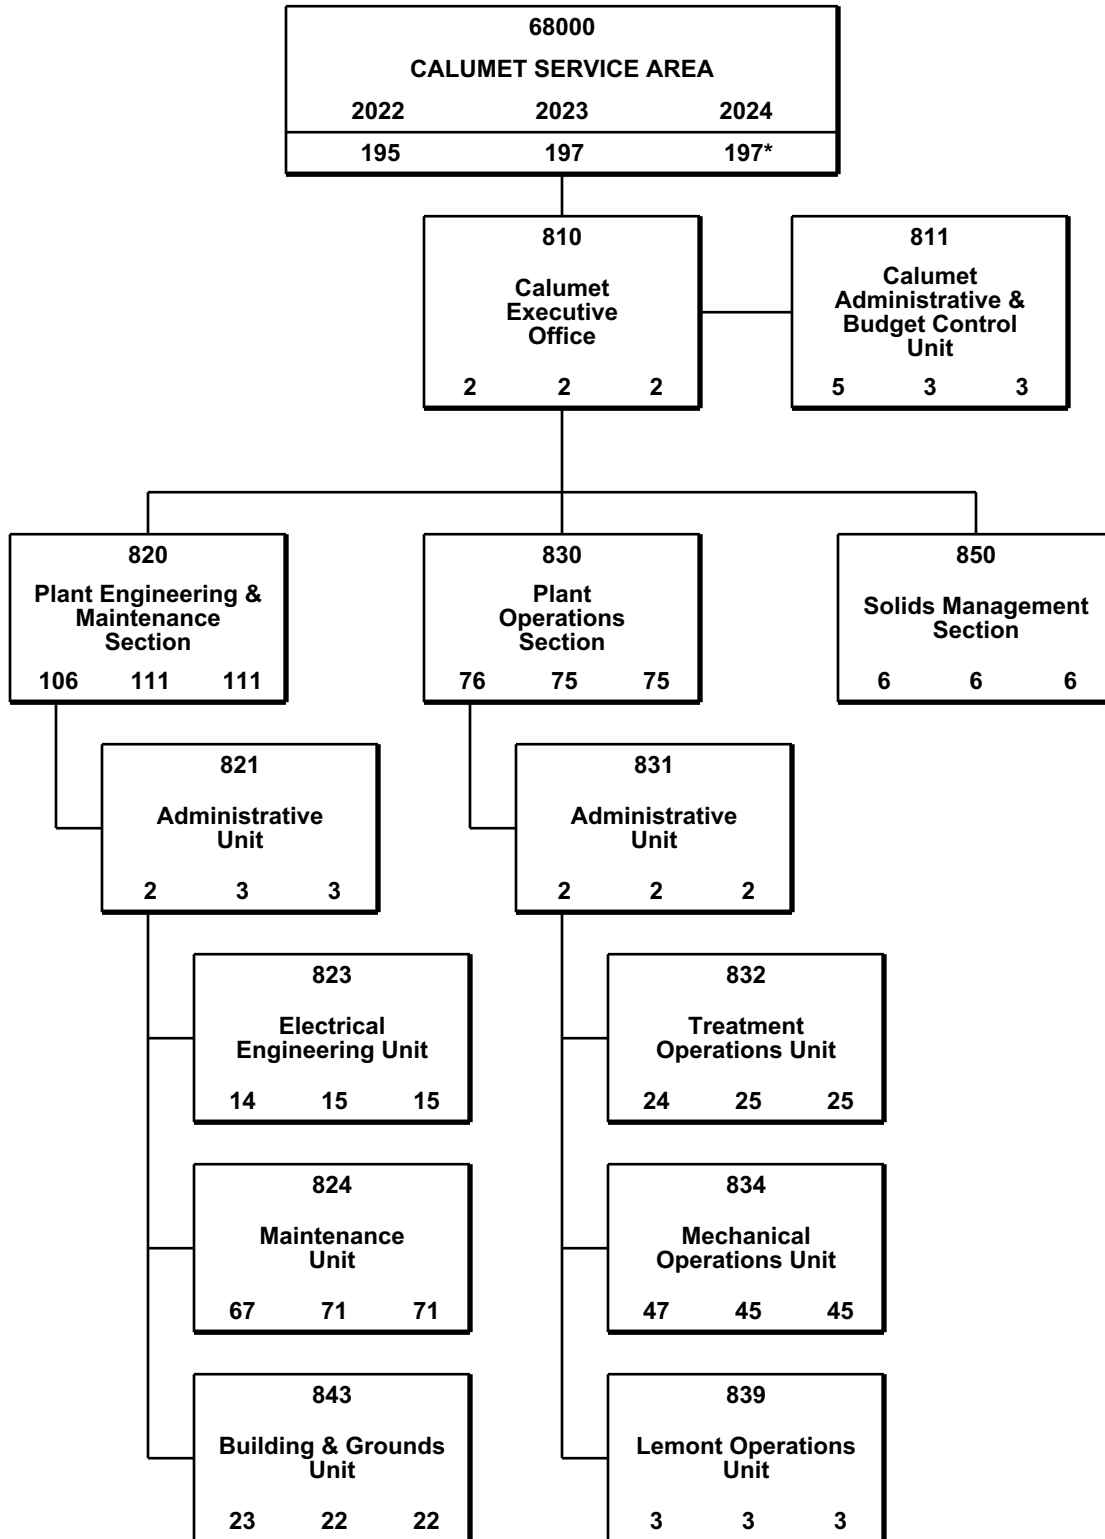 68000
CALUMET SERVICE AREA
2022 2023 2024
195 197 197*
810
Calumet
Executive
Office
2 2 2
811
Calumet
Administrative &
Budget Control
Unit
5 3 3
820
Plant Engineering &
Maintenance
Section
106 111 111
830
Plant
Operations
Section
76 75 75
850
Solids Management
Section
6 6 6
821
Administrative
Unit
2 3 3
831
Administrative
Unit
2 2 2
823
Electrical
Engineering Unit
14 15 15
832
Treatment
Operations Unit
24 25 25
824
Maintenance
Unit
67 71 71
834
Mechanical
Operations Unit
47 45 45
843
Building & Grounds
Unit
23 22 22
839
Lemont Operations
Unit
3 3 3